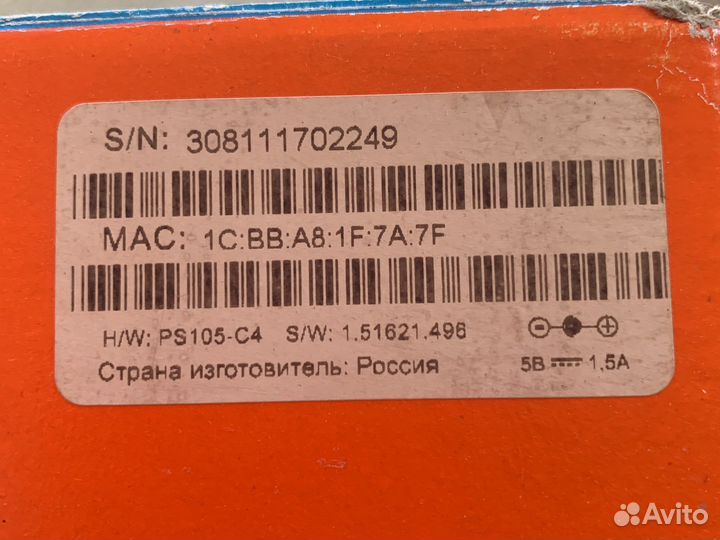 S/N: 308111702249
MAC: 1C:BB:A8:1F:7A:7F
H/W: PS105-C4 S/W: 1.51621.496
Страна изготовитель: Россия 5В 1,5А
Avito